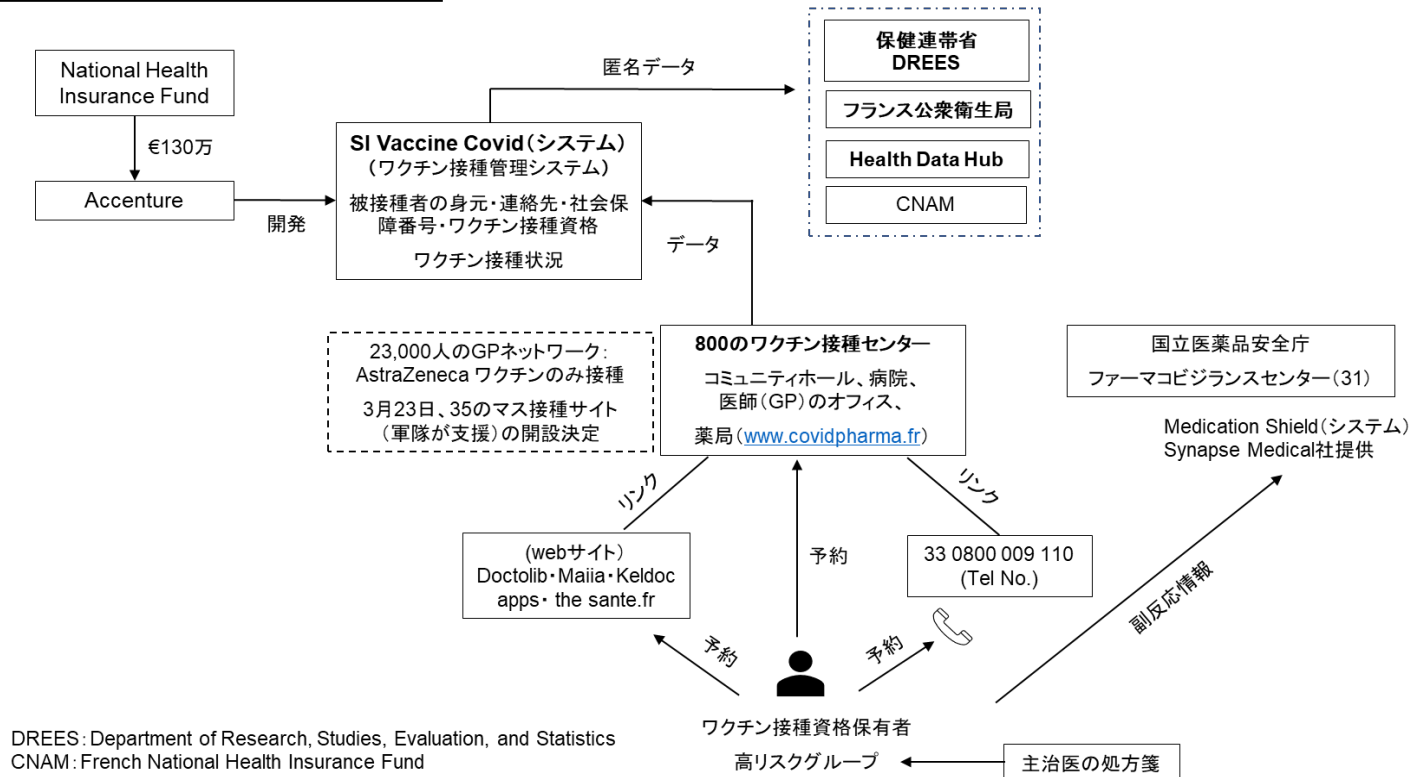 National Health
Insurance Fund
€130万
Accenture
開発
SI Vaccine Covid(システム)
(ワクチン接種管理システム)
被接種者の身元・連絡先・社会保
障番号・ワクチン接種資格
ワクチン接種状況
匿名データ
保健連帯省
DREES
フランス公衆衛生局
Health Data Hub
CNAM
データ
23,000人のGPネットワーク:
AstraZeneca ワクチンのみ接種
3月23日、35のマス接種サイト
(軍隊が支援)の開設決定
800のワクチン接種センター
コミュニティホール、病院、
医師(GP)のオフィス、
薬局(www.covidpharma.fr)
国立医薬品安全庁
ファーマコビジランスセンター(31)
Medication Shield(システム)
Synapse Medical社提供
リンク
リンク
(webサイト)
Doctolib・Maiia・Keldoc
apps・ the sante.fr
予約
33 0800 009 110
(Tel No.)
副反応情報
予約
予約
ワクチン接種資格保有者
高リスクグループ
主治医の処方箋
DREES:Department of Research, Studies, Evaluation, and Statistics
CNAM:French National Health Insurance Fund